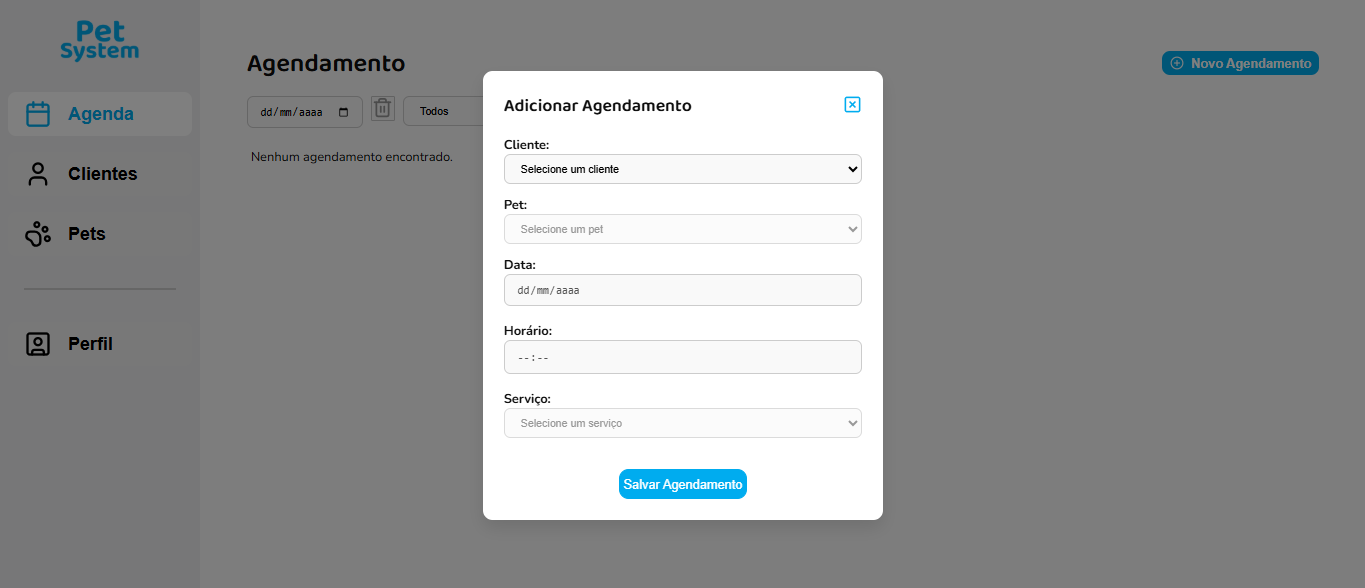 Pet
System
Agenda
Clientes
Pets
Perfil
Agendamento
Novo Agendamento
dd/mm/aaaa
Todos
Nenhum agendamento encontrado.
Adicionar Agendamento
Cliente:
Selecione um cliente
Pet:
Selecione um pet
Data:
dd/mm/aaaa
Horário:
--:--
Serviço:
Selecione um serviço
Salvar Agendamento